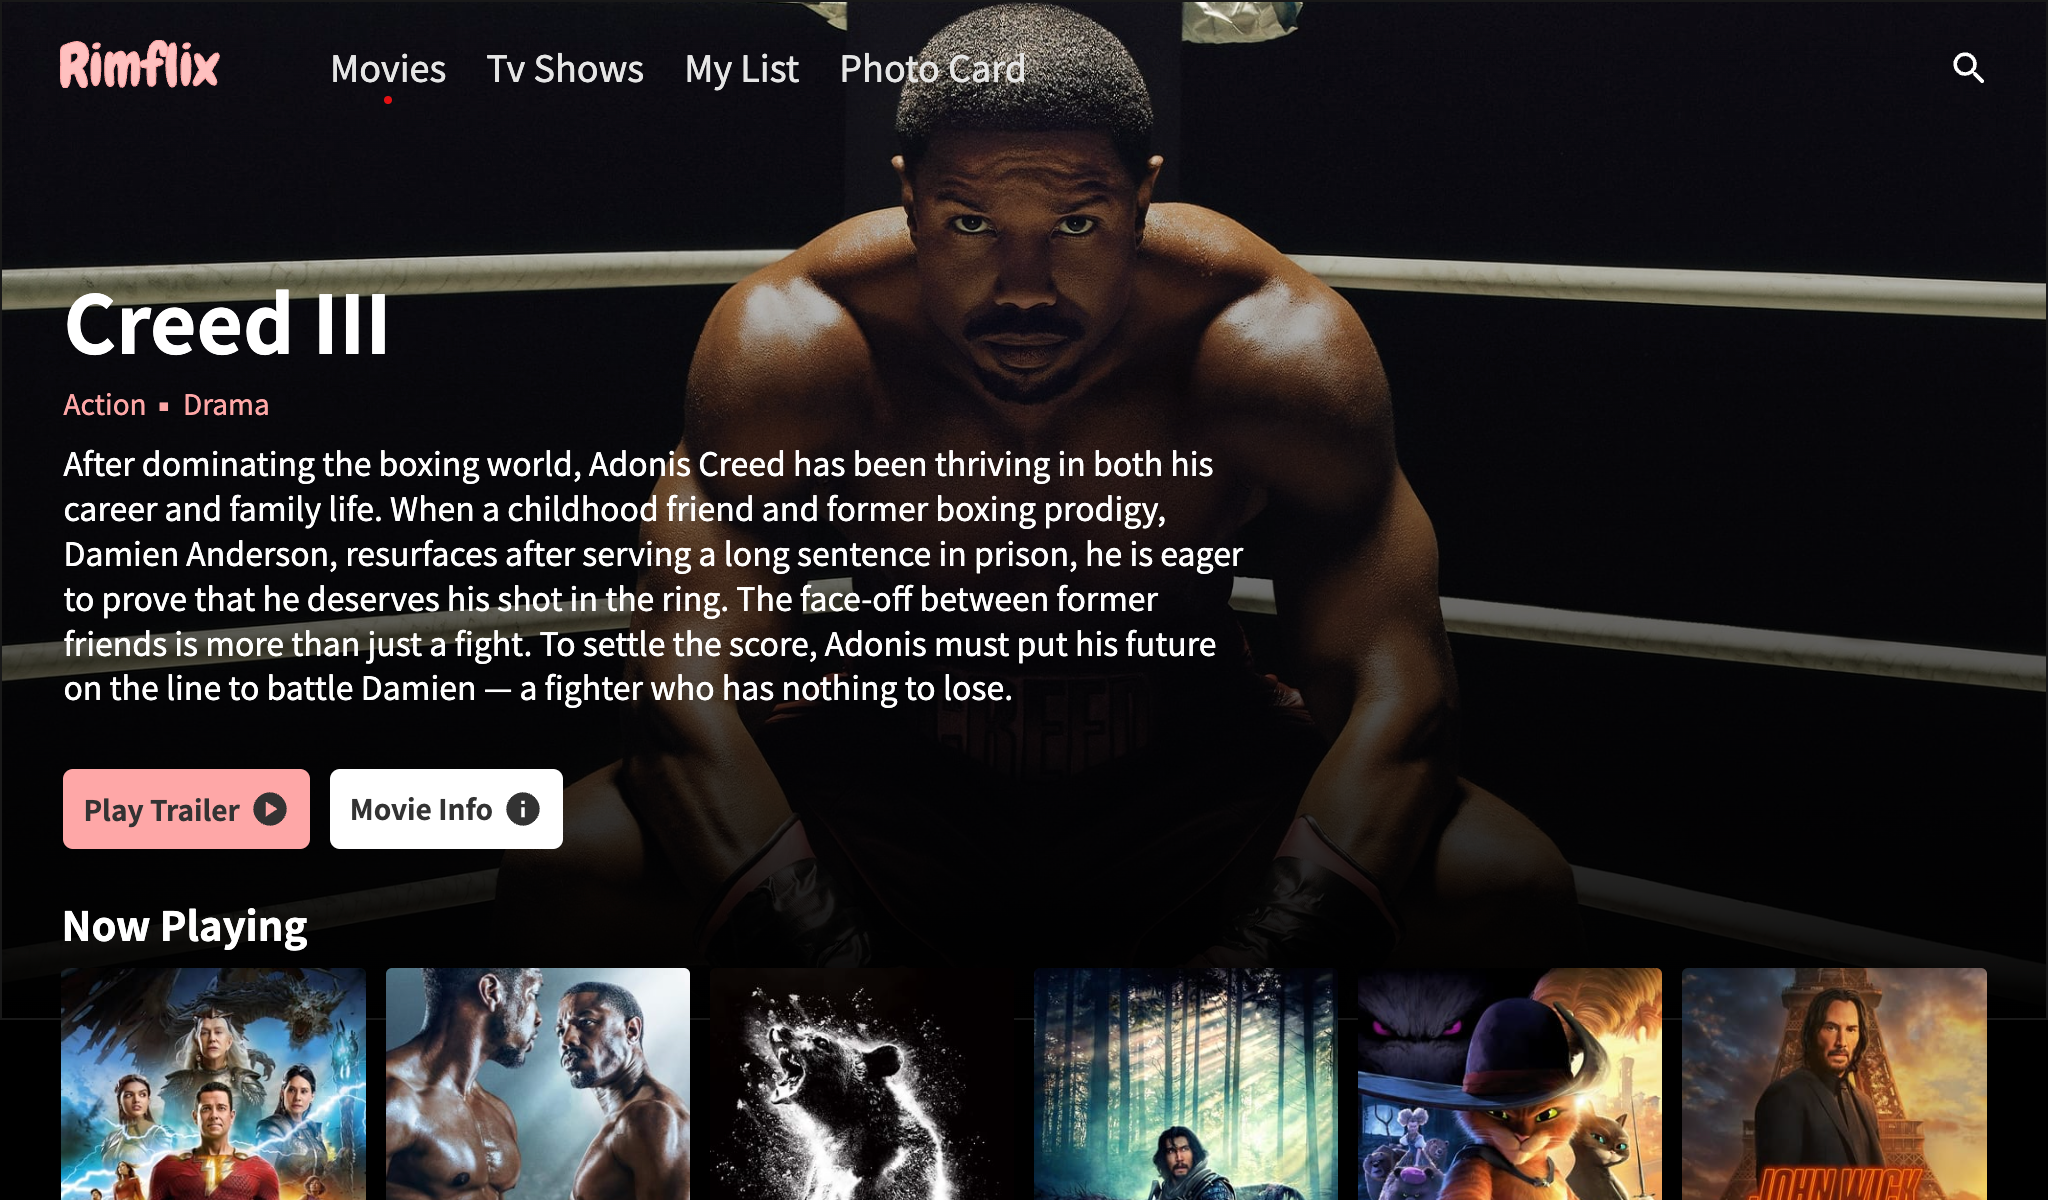 Rimflix
Movies
Tv Shows
My List
Photo Card
Creed III
Action ▪ Drama
After dominating the boxing world, Adonis Creed has been thriving in both his
career and family life. When a childhood friend and former boxing prodigy,
Damien Anderson, resurfaces after serving a long sentence in prison, he is eager
to prove that he deserves his shot in the ring. The face-off between former
friends is more than just a fight. To settle the score, Adonis must put his future
on the line to battle Damien — a fighter who has nothing to lose.
Play Trailer
Movie Info
Now Playing
JOHN WICK